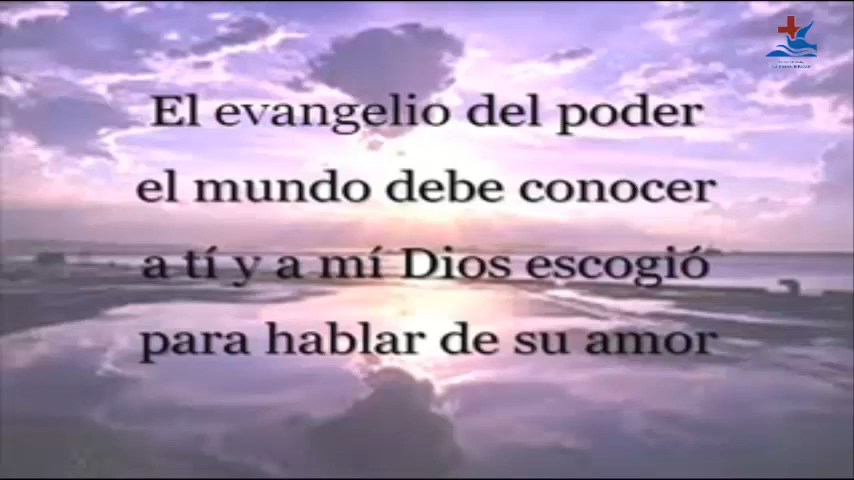 El evangelio del poder
el mundo debe conocer
a tí y a mí Dios escogió
para hablar de su amor